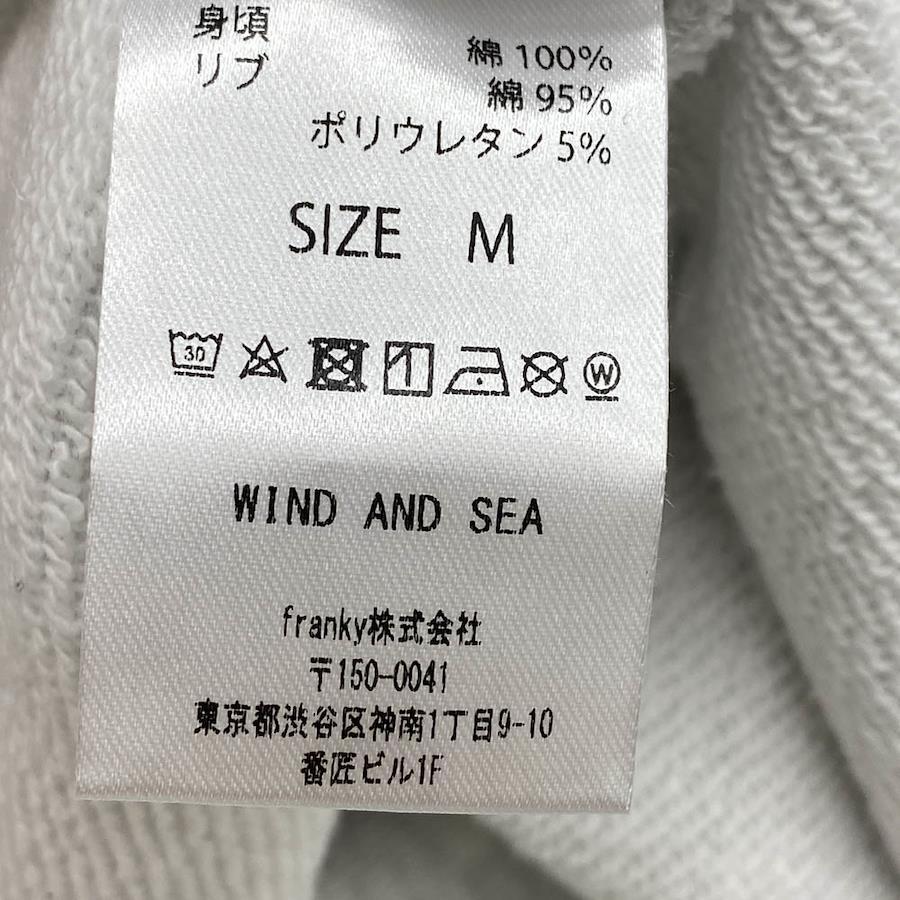 身頃 綿 100%
リブ 綿 95%
ポリウレタン 5%
SIZE M
30
W
WIND AND SEA
franky株式会社
〒150-0041
東京都渋谷区神南1丁目9-10
番匠ビル1F